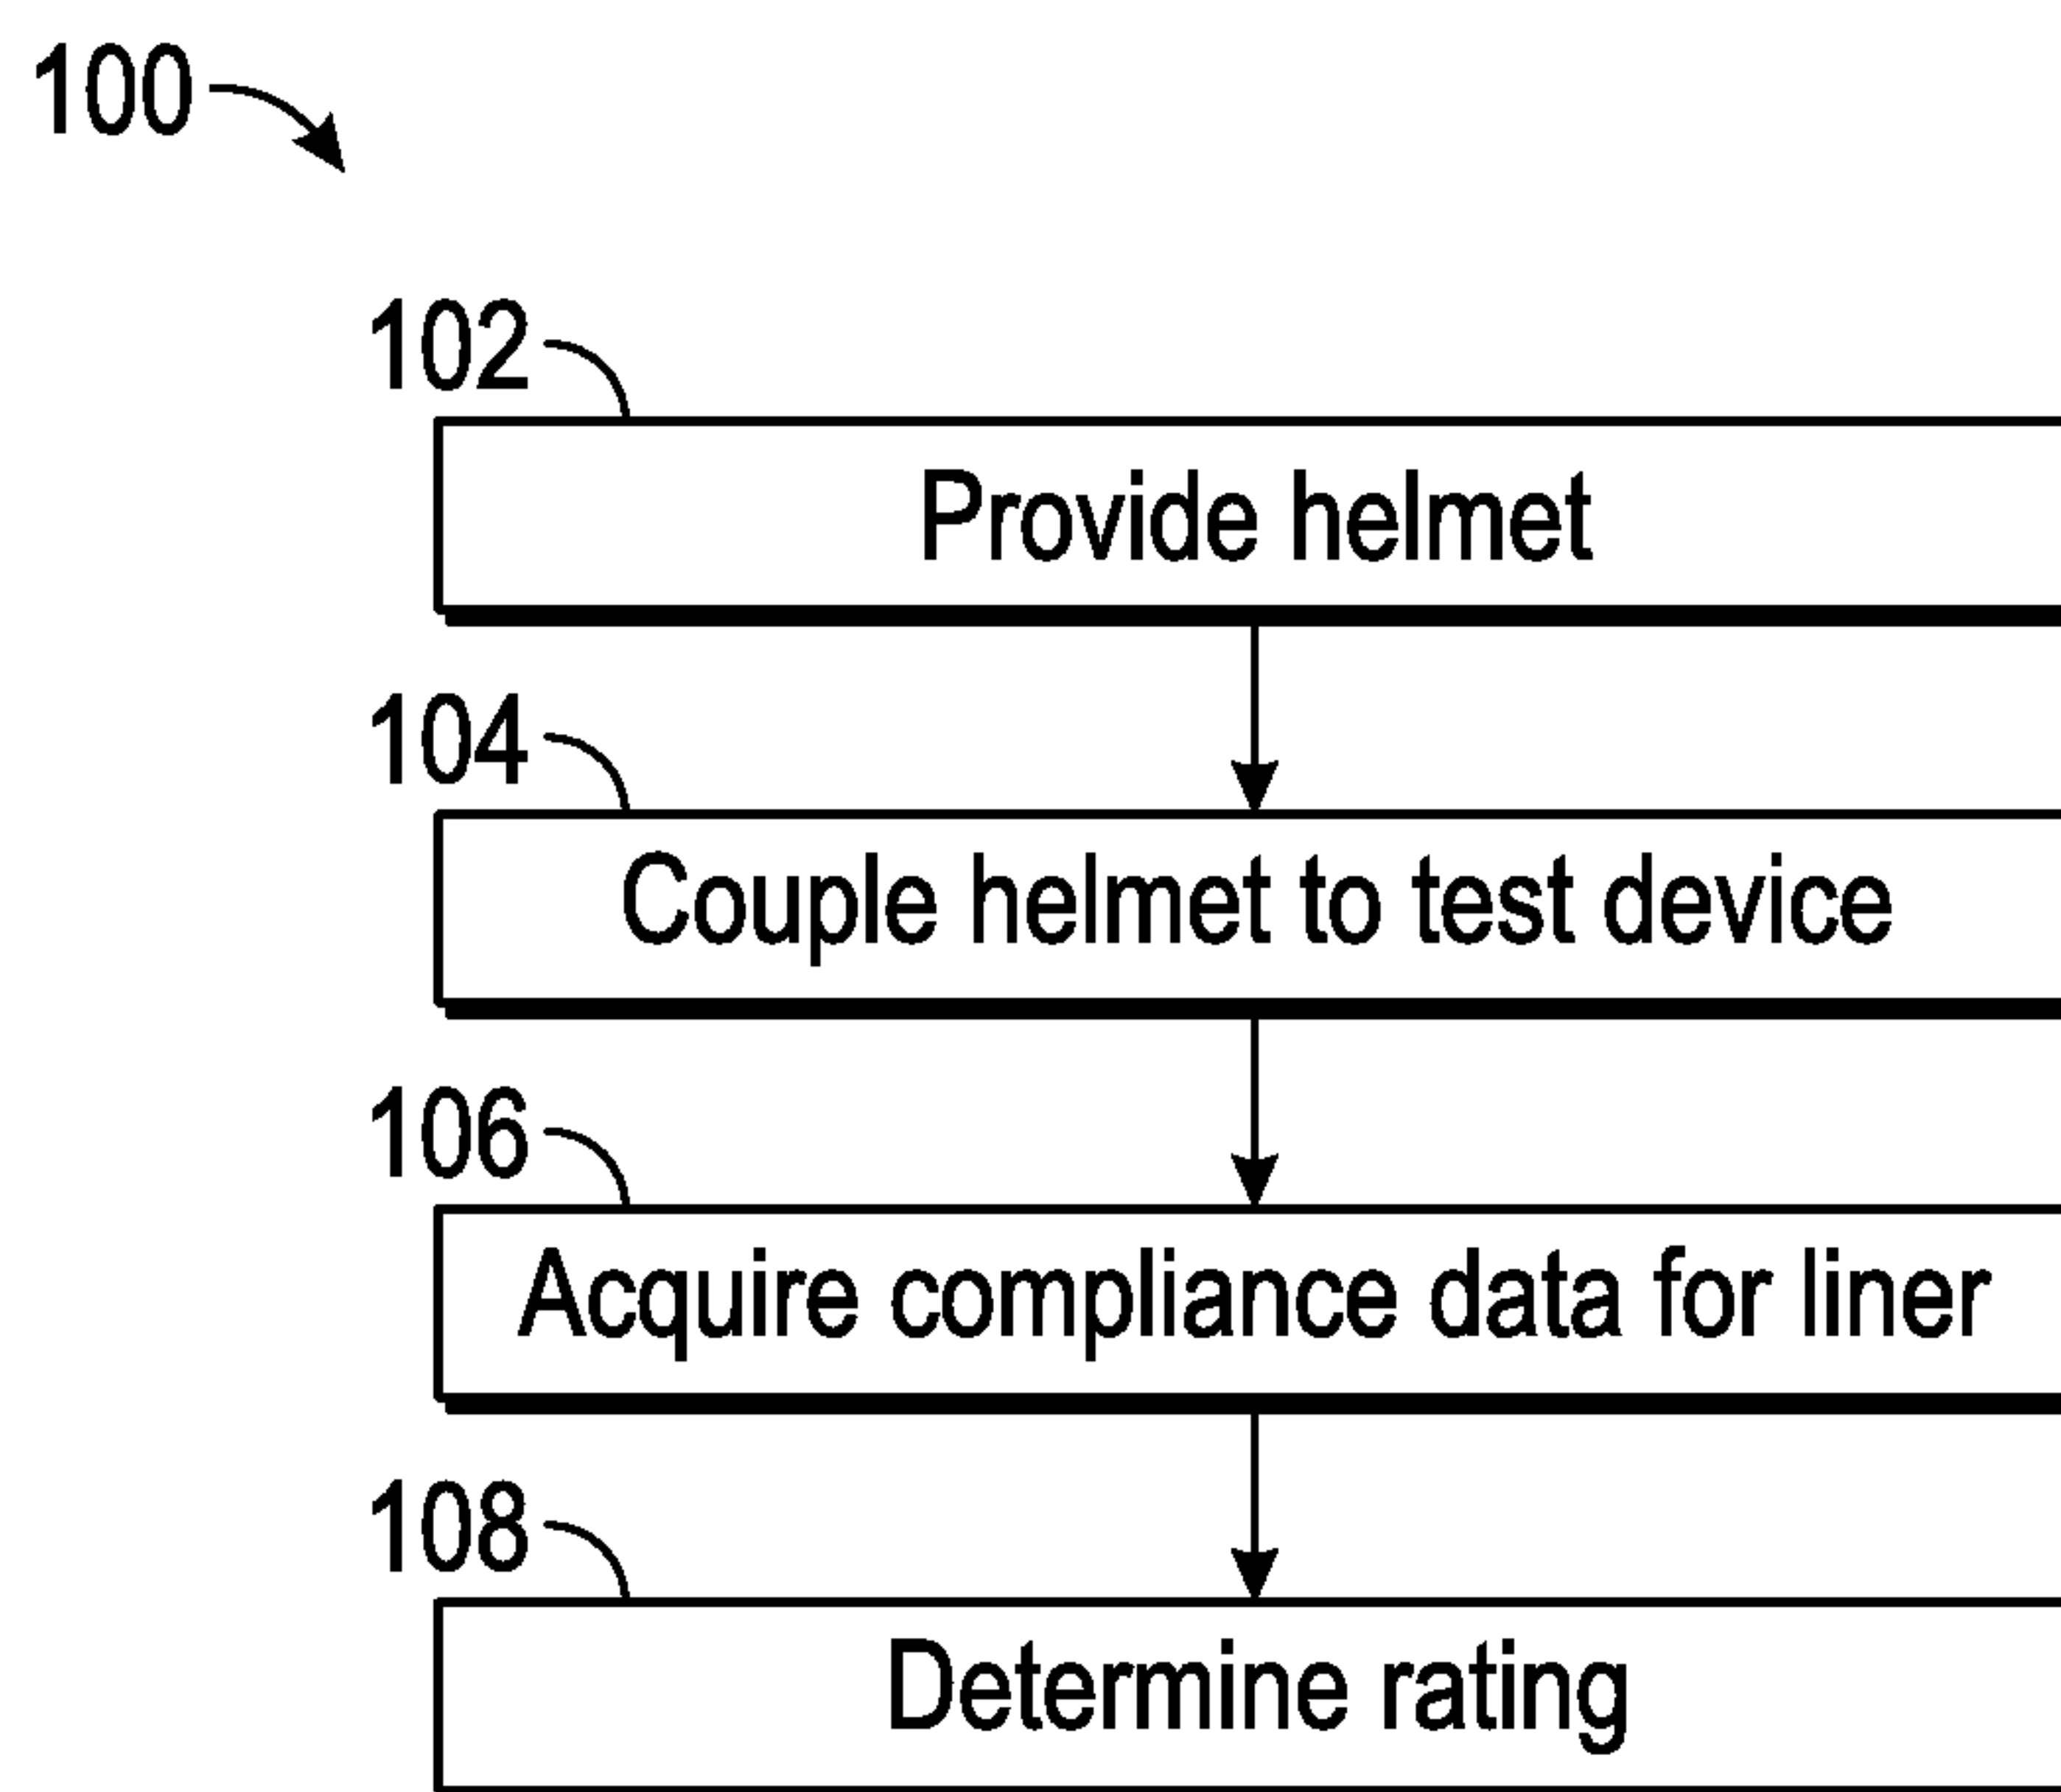 100
102
Provide helmet
104
Couple helmet to test device
106
Acquire compliance data for liner
108
Determine rating